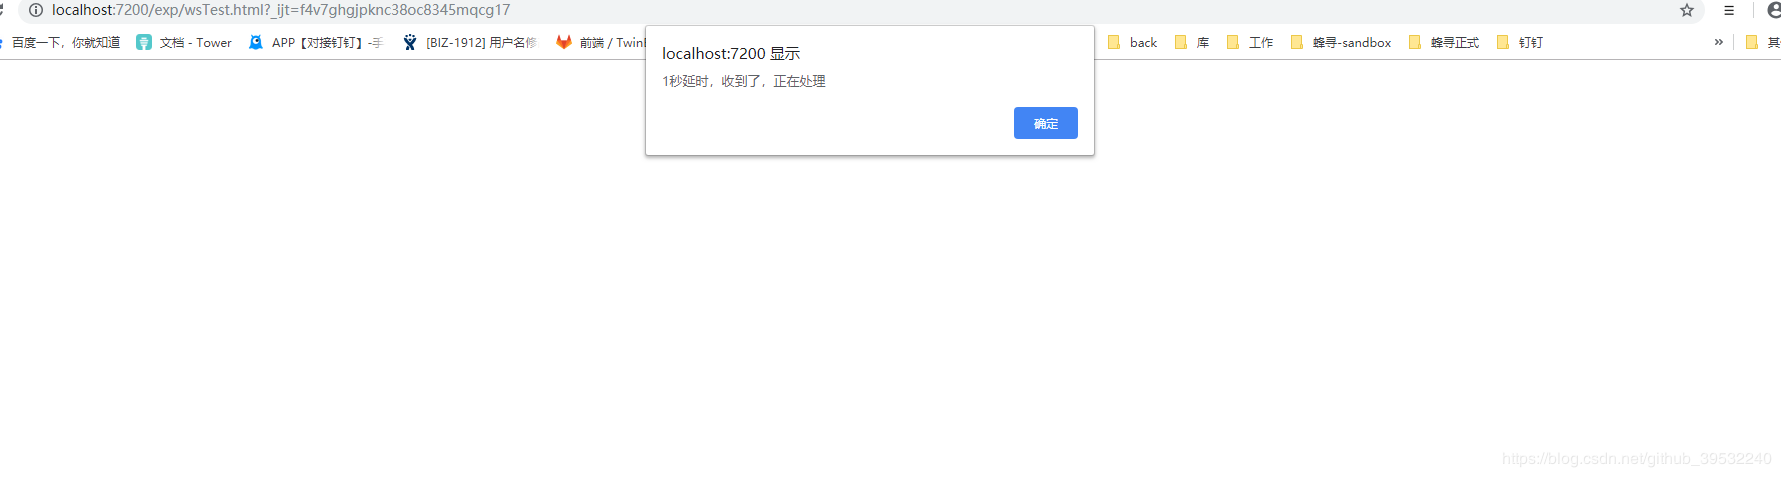 localhost:7200/exp/wsTest.html?_ijt=f4v7ghgjpknc38oc8345mqcg17
百度一下，你就知道 文档 - Tower APP【对接钉钉】-手 [BIZ-1912] 用户名修 前端 / Twin back 库 工作 蜂寻-sandbox 蜂寻正式 钉钉 »
localhost:7200 显示
1秒延时，收到了，正在处理
确定
https://blog.csdn.net/github_39532240